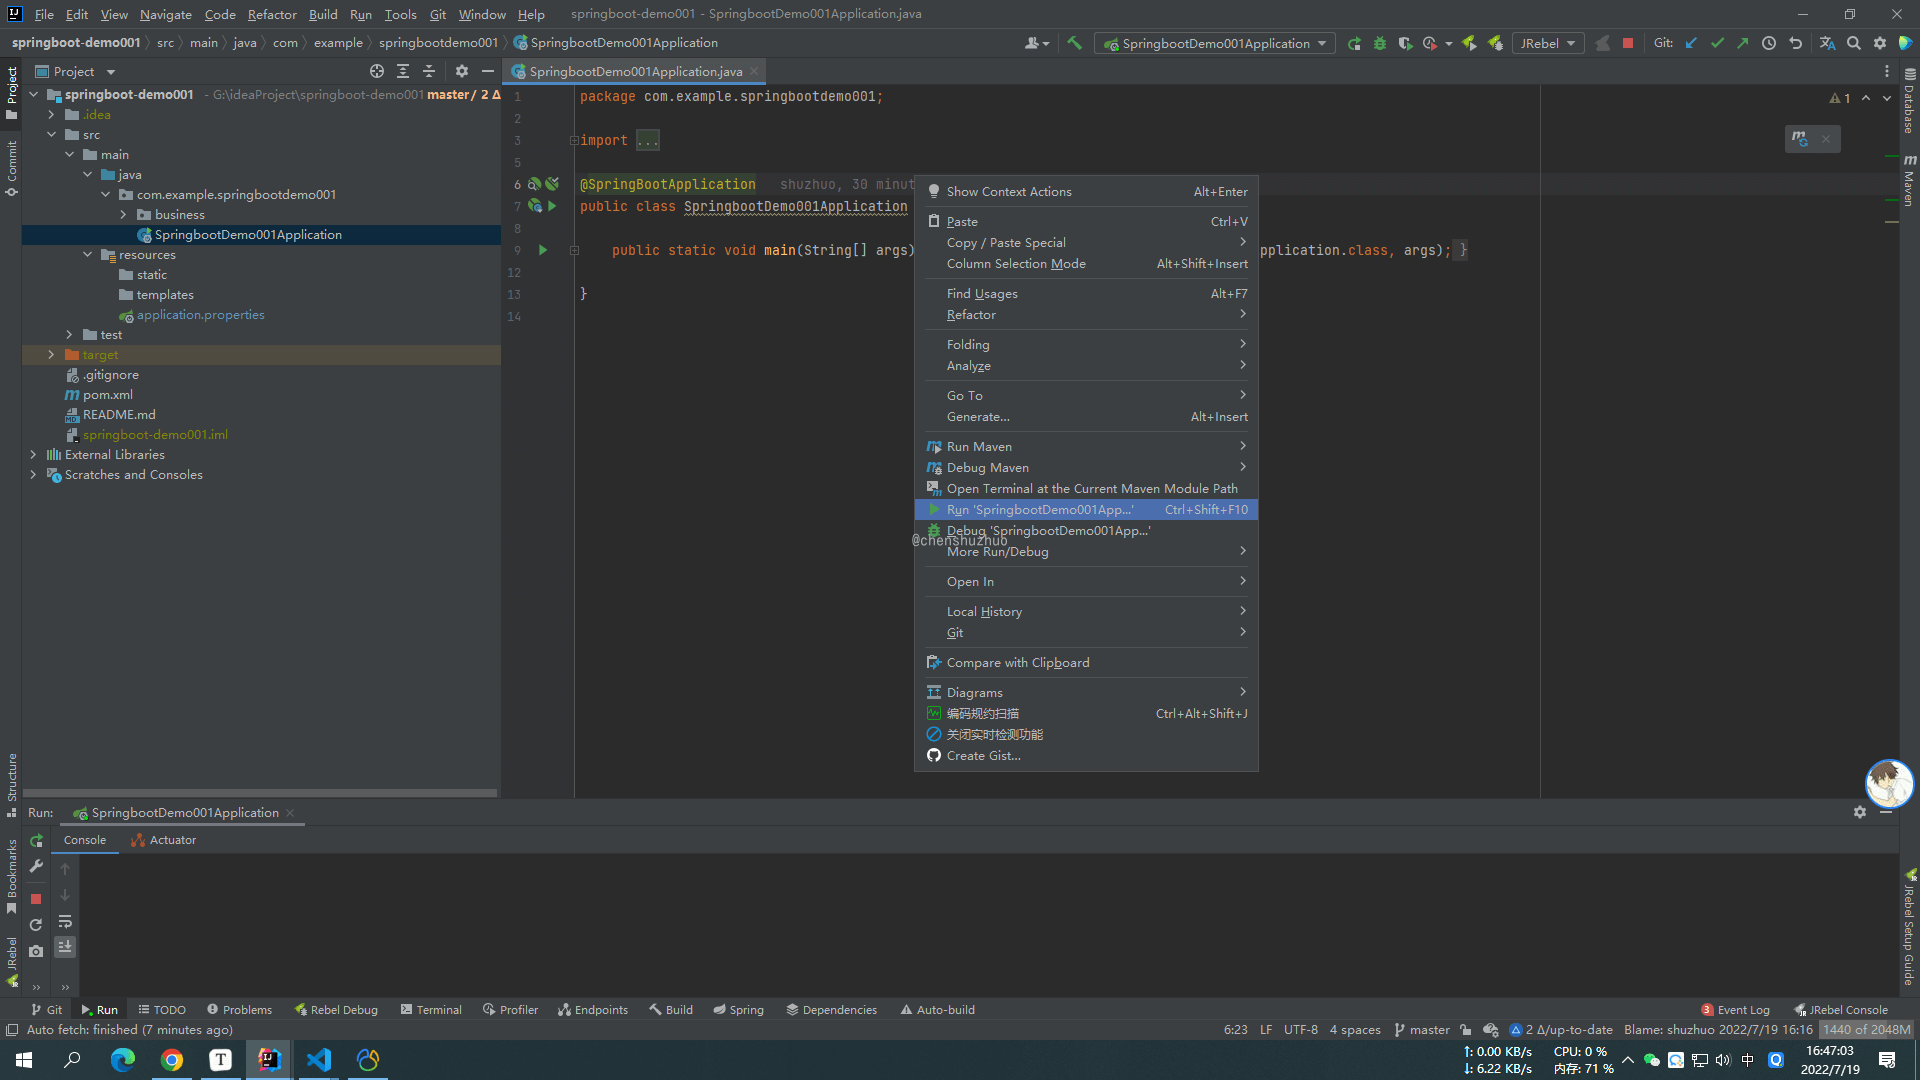 File Edit View Navigate Code Refactor Build Run Tools Git Window Help springboot-demo001 - SpringbootDemo001Application.java
springboot-demo001 src main java com example springbootdemo001 SpringbootDemo001Application
SpringbootDemo001Application JRebel Git:
Project
SpringbootDemo001Application.java
springboot-demo001 - G:\ideaProject\springboot-demo001 master / 2 Δ
.idea
src
main
java
com.example.springbootdemo001
business
SpringbootDemo001Application
resources
static
templates
application.properties
test
target
.gitignore
pom.xml
README.md
springboot-demo001.iml
External Libraries
Scratches and Consoles
Project
Commit
Structure
Bookmarks
JRebel
1 package com.example.springbootdemo001;
2
3 import ...
5
6 @SpringBootApplication shuzhuo, 30 minut
7 public class SpringbootDemo001Application
8
9 public static void main(String[] args) pplication.class, args); }
12
13 }
14
1
Database
Maven
JRebel Setup Guide
Show Context Actions Alt+Enter
Paste Ctrl+V
Copy / Paste Special
Column Selection Mode Alt+Shift+Insert
Find Usages Alt+F7
Refactor
Folding
Analyze
Go To
Generate... Alt+Insert
Run Maven
Debug Maven
Open Terminal at the Current Maven Module Path
Run 'SpringbootDemo001App...' Ctrl+Shift+F10
Debug 'SpringbootDemo001App...'
@chenshuzhuo
More Run/Debug
Open In
Local History
Git
Compare with Clipboard
Diagrams
编码规约扫描 Ctrl+Alt+Shift+J
关闭实时检测功能
Create Gist...
Run: SpringbootDemo001Application
Console Actuator
Git Run TODO Problems Rebel Debug Terminal Profiler Endpoints Build Spring Dependencies Auto-build 3 Event Log JRebel Console
Auto fetch: finished (7 minutes ago) 6:23 LF UTF-8 4 spaces master 2 Δ/up-to-date Blame: shuzhuo 2022/7/19 16:16 1440 of 2048M
↑: 0.00 KB/s CPU: 0 % 中 16:47:03
↓: 6.22 KB/s 内存: 71 % 2022/7/19